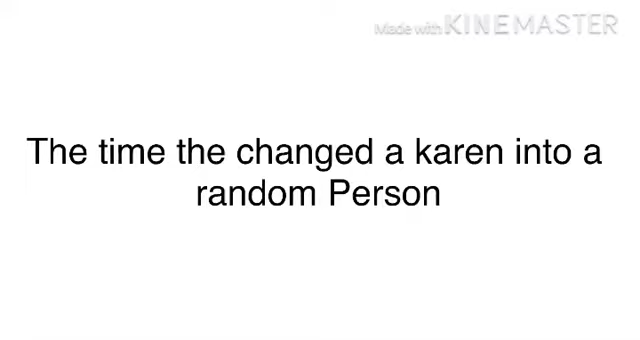 Made with KINEMASTER
The time the changed a karen into a
random Person